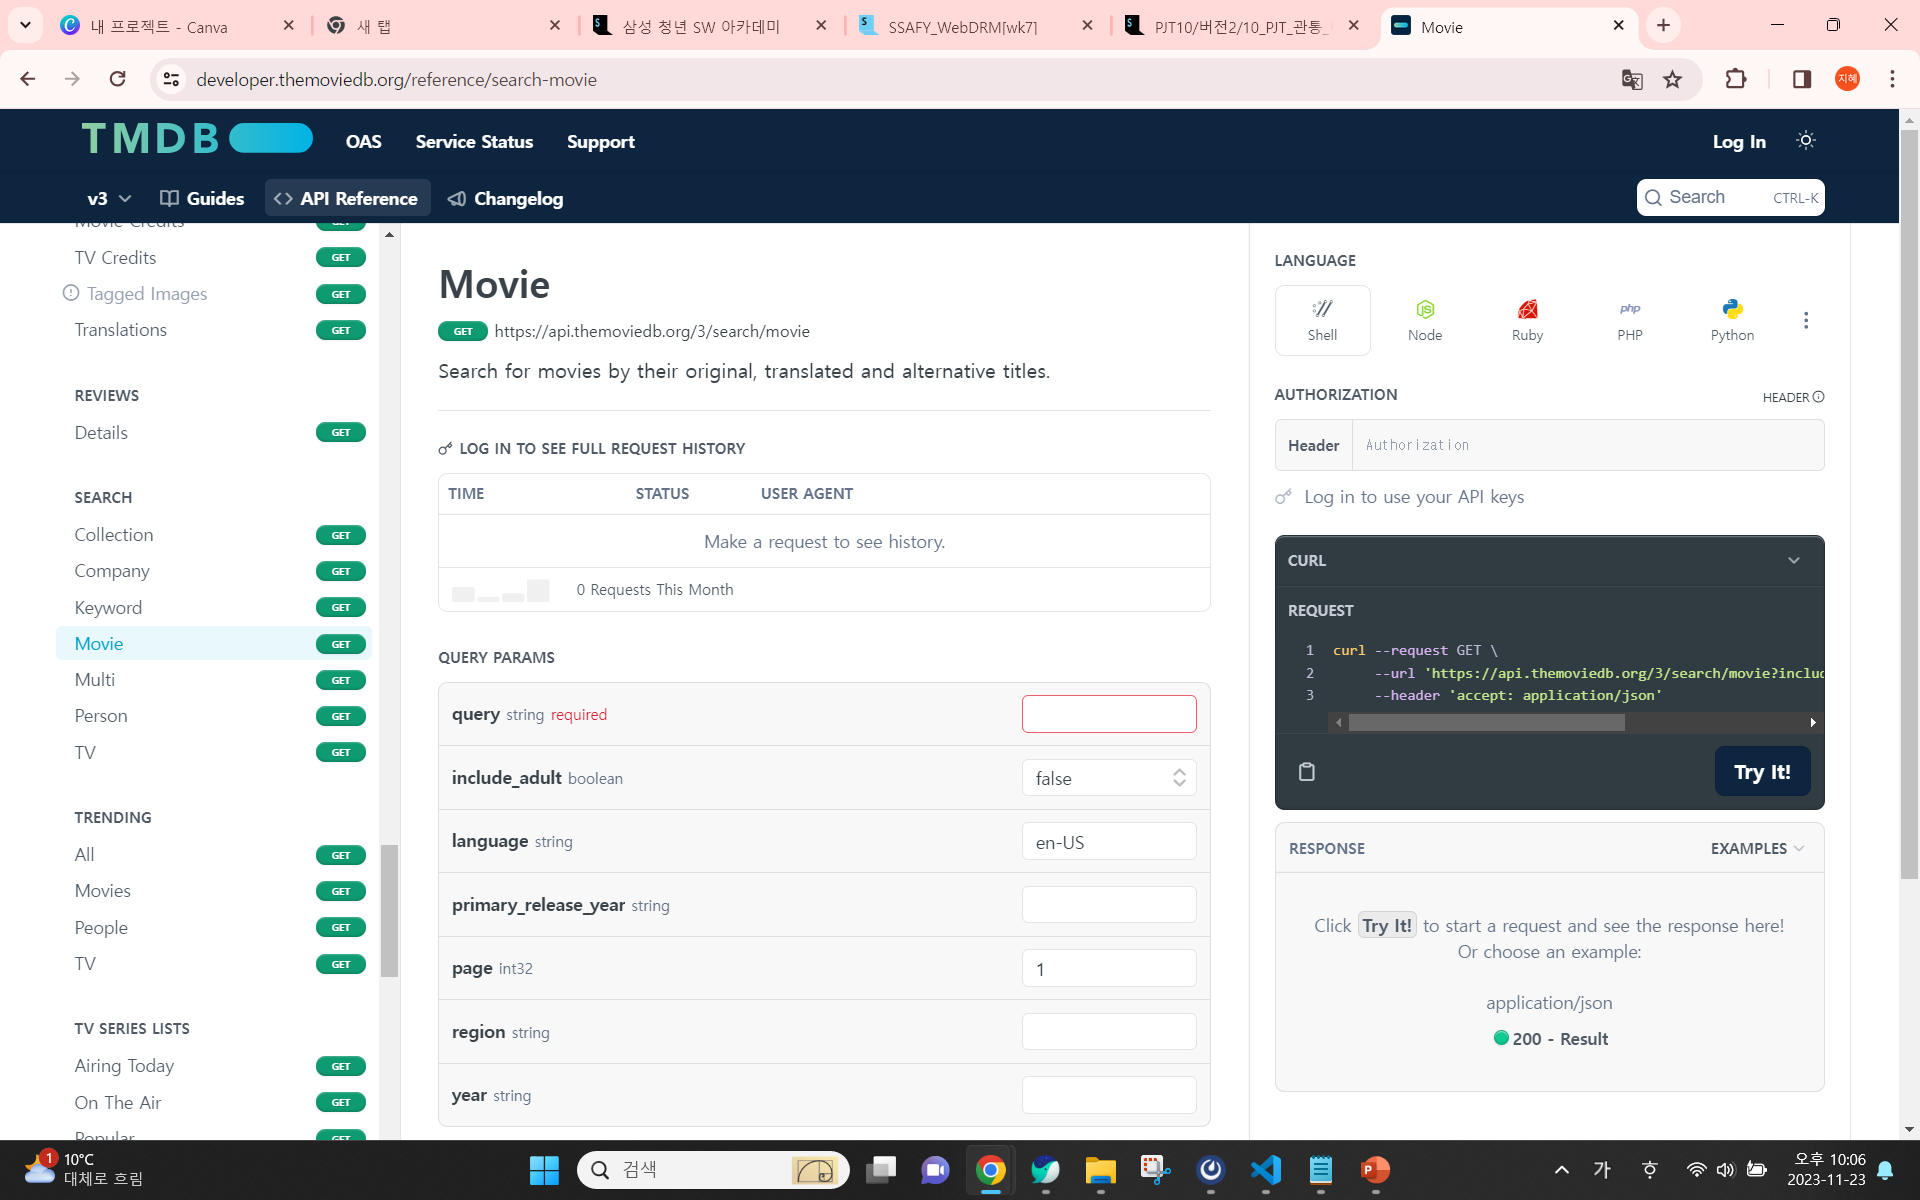 내 프로젝트 - Canva
새 탭
삼성 청년 SW 아카데미
SSAFY_WebDRM[wk7]
PJT10/버전2/10_PJT_관통_
Movie
developer.themoviedb.org/reference/search-movie
지혜
TMDB
OAS
Service Status
Support
Log In
v3
Guides
API Reference
Changelog
Search
CTRL-K
Movie Credits GET
TV Credits GET
Tagged Images GET
Translations GET
REVIEWS
Details GET
SEARCH
Collection GET
Company GET
Keyword GET
Movie GET
Multi GET
Person GET
TV GET
TRENDING
All GET
Movies GET
People GET
TV GET
TV SERIES LISTS
Airing Today GET
On The Air GET
Popular GET
Movie
GET https://api.themoviedb.org/3/search/movie
Search for movies by their original, translated and alternative titles.
LOG IN TO SEE FULL REQUEST HISTORY
TIME STATUS USER AGENT
Make a request to see history.
0 Requests This Month
QUERY PARAMS
query string required
include_adult boolean false
language string en-US
primary_release_year string
page int32 1
region string
year string
LANGUAGE
Shell
Node
php
Ruby
PHP
Python
AUTHORIZATION
HEADER
Header Authorization
Log in to use your API keys
CURL
REQUEST
1 curl --request GET \
2 --url 'https://api.themoviedb.org/3/search/movie?includ
3 --header 'accept: application/json'
Try It!
RESPONSE
EXAMPLES
Click Try It! to start a request and see the response here!
Or choose an example:
application/json
200 - Result
1
10°C
대체로 흐림
검색
가
오후 10:06
2023-11-23